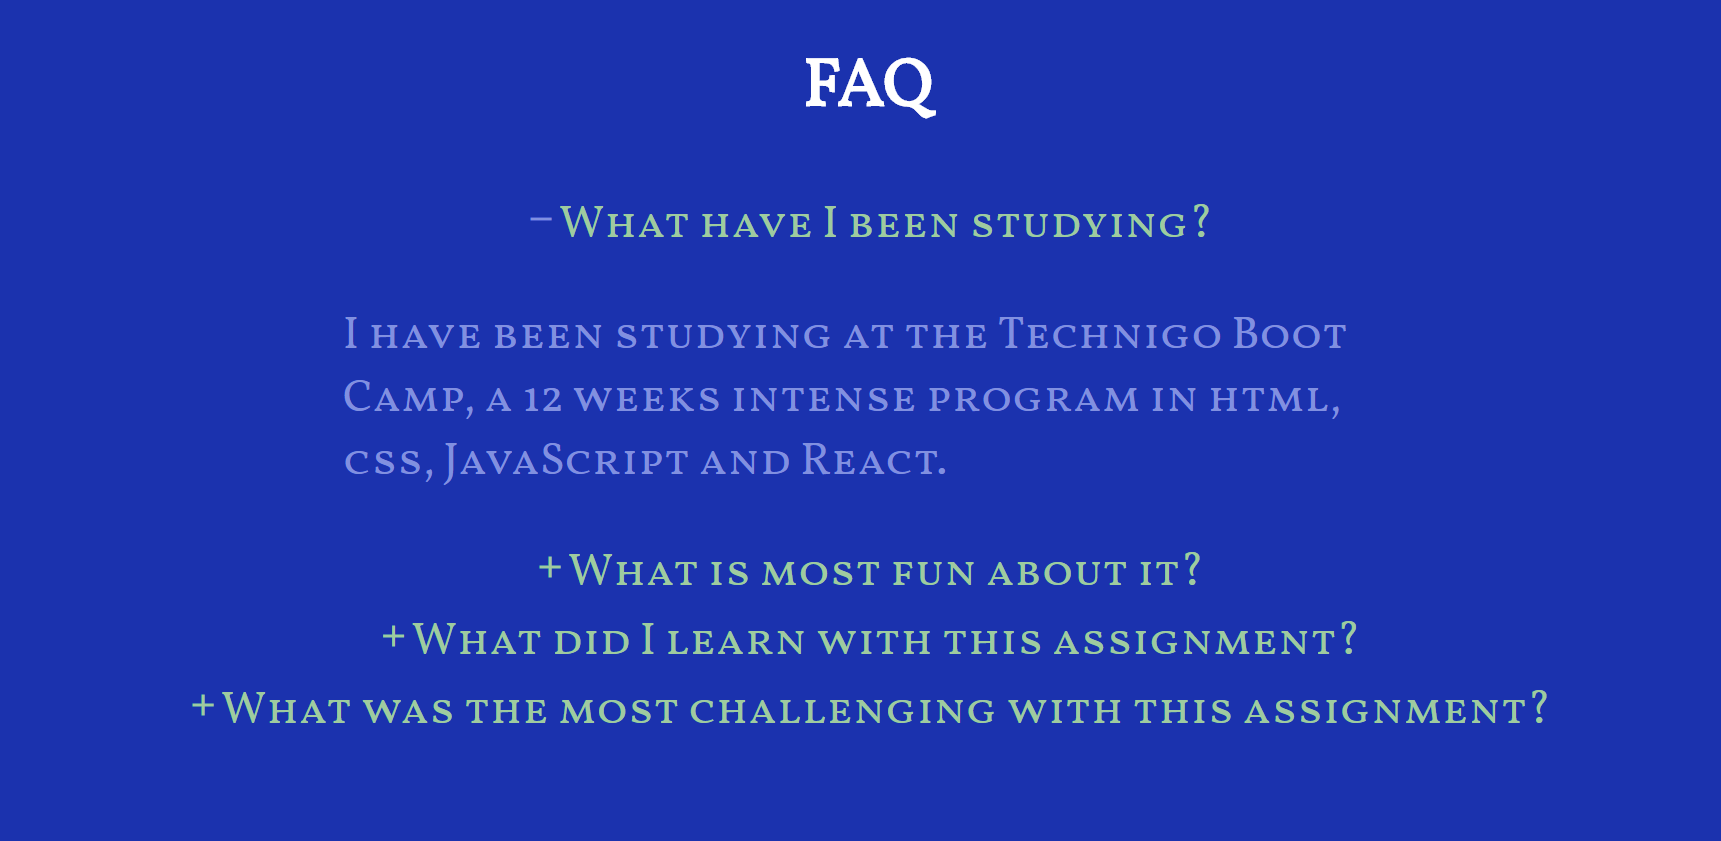 FAQ
– What have I been studying?
I have been studying at the Technigo Boot
Camp, a 12 weeks intense program in html,
css, JavaScript and React.
+ What is most fun about it?
+ What did I learn with this assignment?
+ What was the most challenging with this assignment?